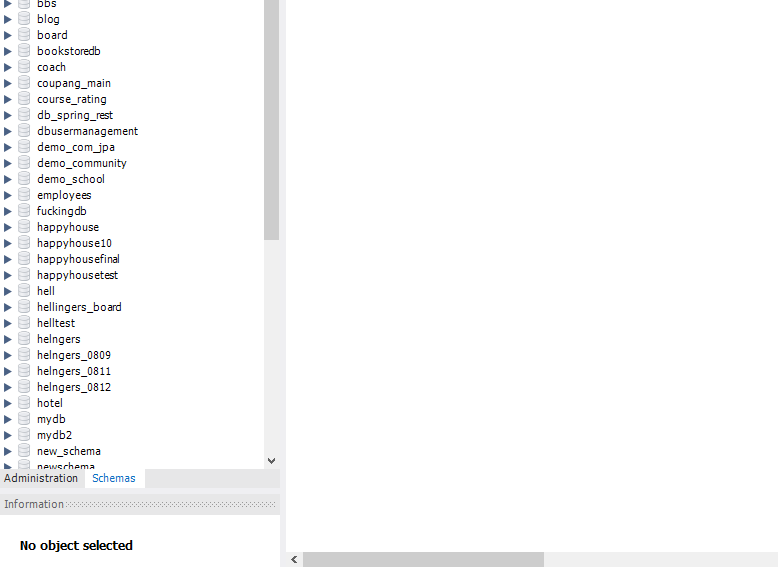 bbs
blog
board
bookstoredb
coach
coupang_main
course_rating
db_spring_rest
dbusermanagement
demo_com_jpa
demo_community
demo_school
employees
fuckingdb
happyhouse
happyhouse10
happyhousefinal
happyhousetest
hell
hellingers_board
helltest
helngers
helngers_0809
helngers_0811
helngers_0812
hotel
mydb
mydb2
new_schema
newschema
Administration Schemas
Information
No object selected